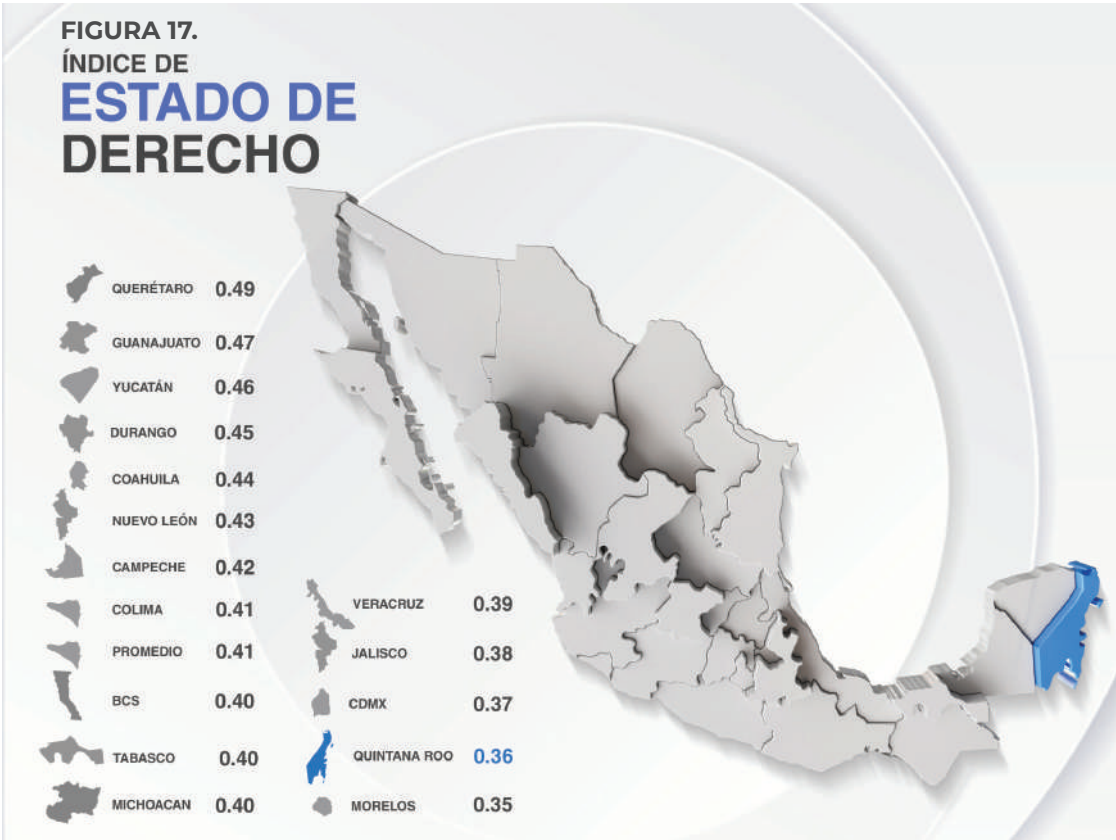 FIGURA 17.
ÍNDICE DE
ESTADO DE
DERECHO
QUERÉTARO 0.49
GUANAJUATO 0.47
YUCATÁN 0.46
DURANGO 0.45
COAHUILA 0.44
NUEVO LEÓN 0.43
CAMPECHE 0.42
COLIMA 0.41
PROMEDIO 0.41
BCS 0.40
TABASCO 0.40
MICHOACAN 0.40
VERACRUZ 0.39
JALISCO 0.38
CDMX 0.37
QUINTANA ROO 0.36
MORELOS 0.35